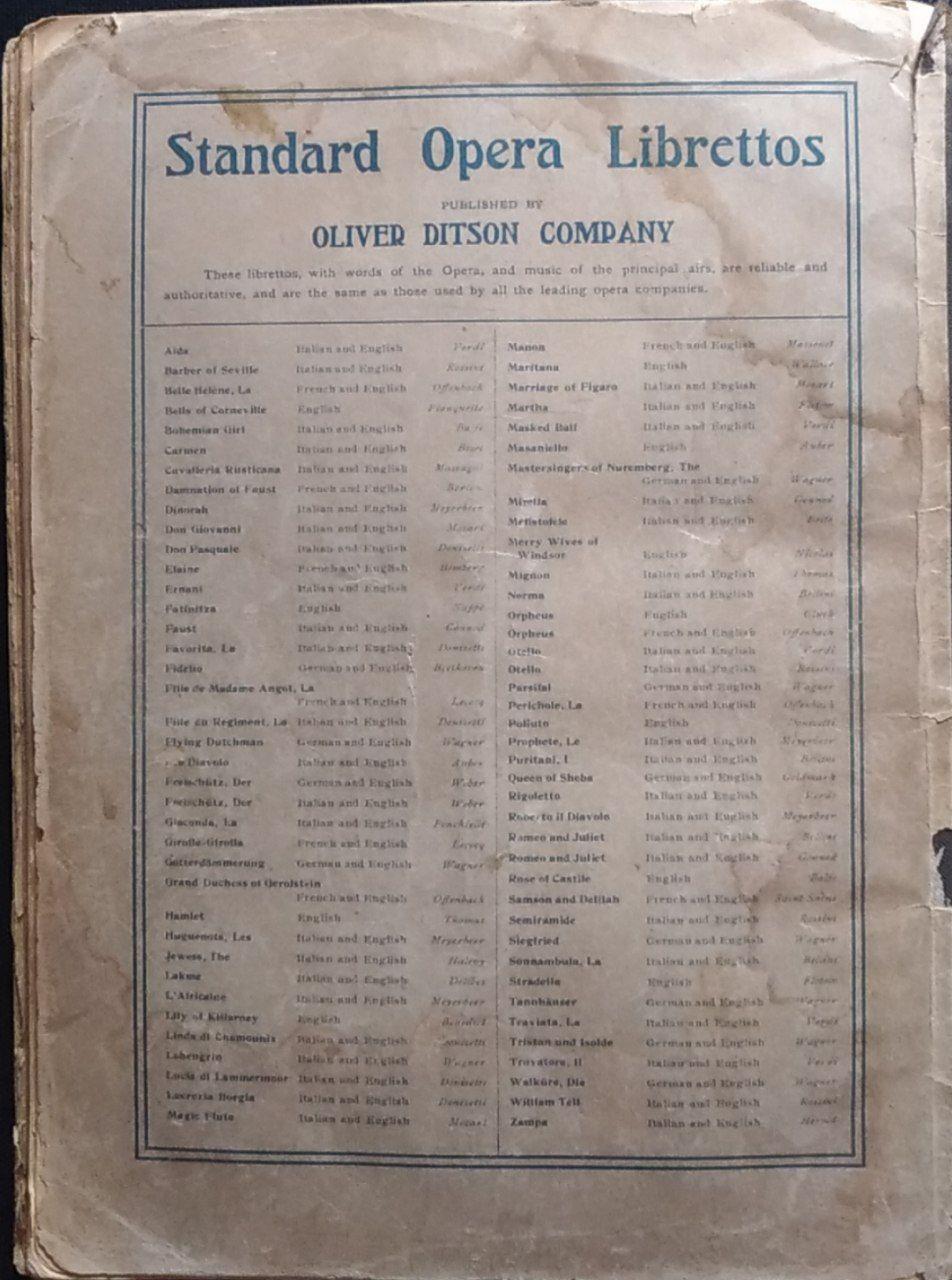 Standard Opera Librettos
PUBLISHED BY
OLIVER DITSON COMPANY
These librettos, with words of the Opera, and music of the principal airs, are reliable and
authoritative, and are the same as those used by all the leading opera companies.
Aida Italian and English Verdi
Barber of Seville Italian and English Rossini
Belle Hélène, La French and English Offenbach
Bells of Corneville English Planquette
Bohemian Girl Italian and English Balfe
Carmen Italian and English Bizet
Cavalleria Rusticana Italian and English Mascagni
Damnation of Faust French and English Berlioz
Dinorah Italian and English Meyerbeer
Don Giovanni Italian and English Mozart
Don Pasquale Italian and English Donizetti
Elaine French and English Bemberg
Ernani Italian and English Verdi
Fatinitza English Suppé
Faust Italian and English Gounod
Favorita, La Italian and English Donizetti
Fidelio German and English Beethoven
Fille de Madame Angot, La
French and English Lecocq
Fille du Regiment, La Italian and English Donizetti
Flying Dutchman German and English Wagner
Diavolo Italian and English Auber
Freischütz, Der German and English Weber
Freischütz, Der Italian and English Weber
Gioconda, La Italian and English Ponchielli
Girofle-Girofla French and English Lecocq
Götterdämmerung German and English Wagner
Grand Duchess of Gerolstein
French and English Offenbach
Hamlet English Thomas
Huguenots, Les Italian and English Meyerbeer
Jewess, The Italian and English Halévy
Lakmé Italian and English Delibes
L'Africaine Italian and English Meyerbeer
Lily of Killarney English Benedict
Linda di Chamounix Italian and English Donizetti
Lohengrin Italian and English Wagner
Lucia di Lammermoor Italian and English Donizetti
Lucrezia Borgia Italian and English Donizetti
Magic Flute Italian and English Mozart
Manon French and English Massenet
Maritana English Wallace
Marriage of Figaro Italian and English Mozart
Martha Italian and English Flotow
Masked Ball Italian and English Verdi
Masaniello English Auber
Mastersingers of Nuremberg, The
German and English Wagner
Mirella Italian and English Gounod
Mefistofele Italian and English Boito
Merry Wives of
Windsor English Nicolai
Mignon Italian and English Thomas
Norma Italian and English Bellini
Orpheus English Gluck
Orpheus French and English Offenbach
Otello Italian and English Verdi
Otello Italian and English Rossini
Parsifal German and English Wagner
Perichole, La French and English Offenbach
Poliuto English Donizetti
Prophete, Le Italian and English Meyerbeer
Puritani, I Italian and English Bellini
Queen of Sheba German and English Goldmark
Rigoletto Italian and English Verdi
Roberto il Diavolo Italian and English Meyerbeer
Romeo and Juliet Italian and English Bellini
Romeo and Juliet Italian and English Gounod
Rose of Castile English Balfe
Samson and Delilah French and English Saint Saëns
Semiramide Italian and English Rossini
Siegfried German and English Wagner
Sonnambula, La Italian and English Bellini
Stradella English Flotow
Tannhäuser German and English Wagner
Traviata, La Italian and English Verdi
Tristan und Isolde German and English Wagner
Trovatore, Il Italian and English Verdi
Walküre, Die German and English Wagner
William Tell Italian and English Rossini
Zampa Italian and English Herold